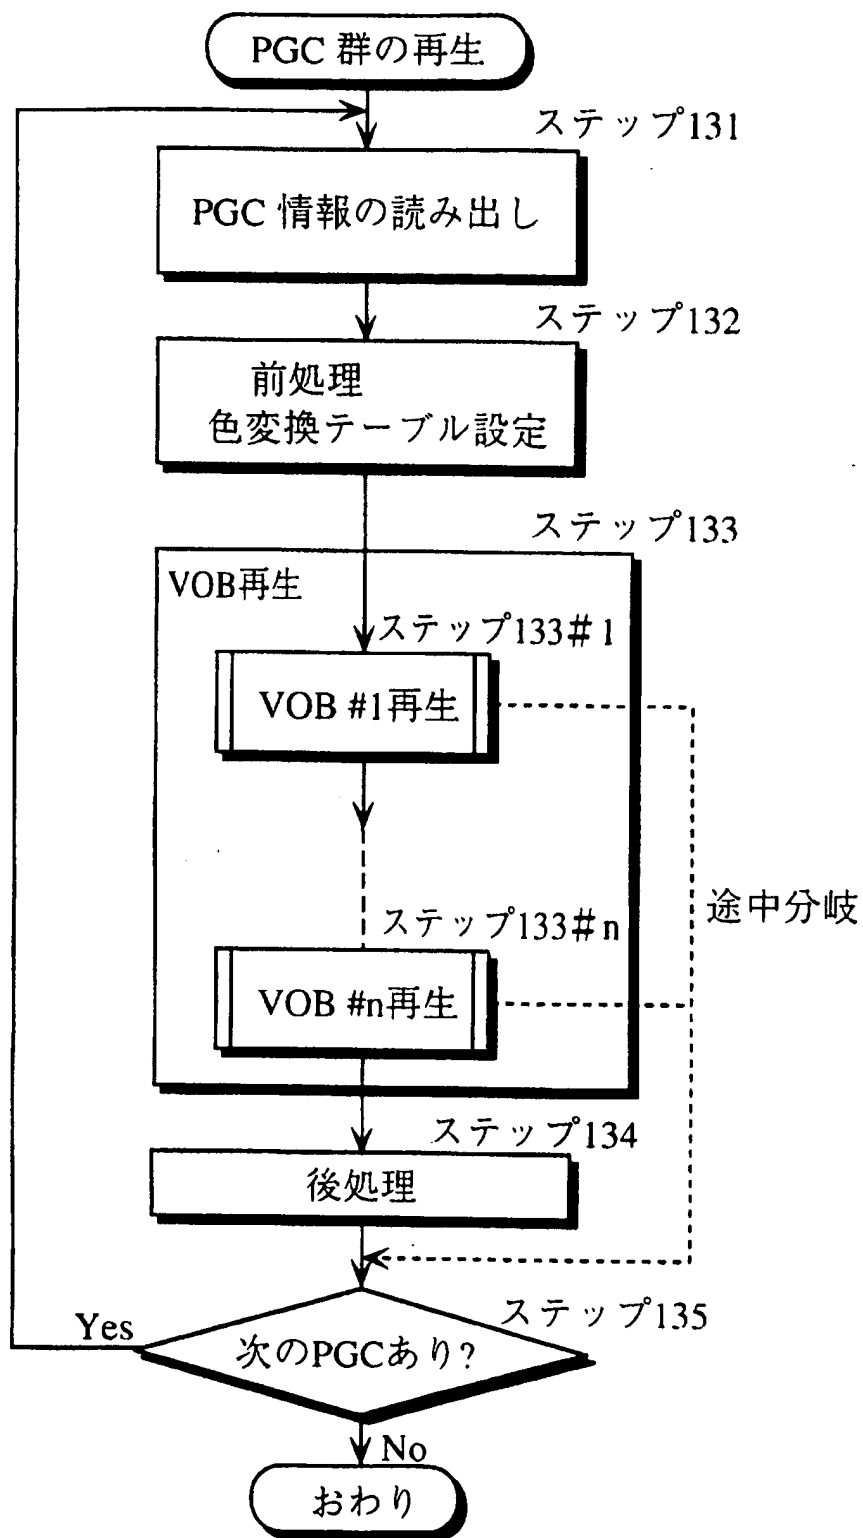 PGC 群の再生
ステップ131
PGC 情報の読み出し
ステップ132
前処理
色変換テーブル設定
ステップ133
VOB再生
ステップ133#1
VOB #1再生
途中分岐
ステップ133#n
VOB #n再生
ステップ134
後処理
ステップ135
Yes
次のPGCあり?
No
おわり